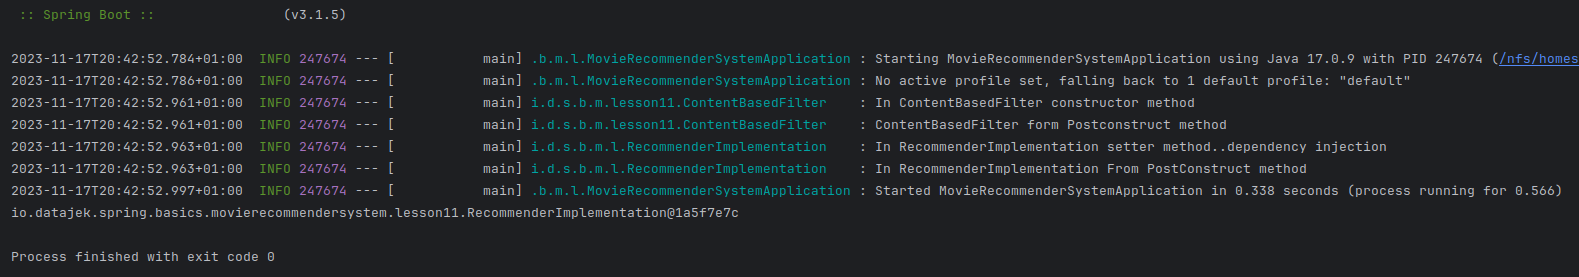 :: Spring Boot ::                (v3.1.5)
2023-11-17T20:42:52.784+01:00  INFO 247674 --- [           main] .b.m.l.MovieRecommenderSystemApplication : Starting MovieRecommenderSystemApplication using Java 17.0.9 with PID 247674 (/nfs/homes
2023-11-17T20:42:52.786+01:00  INFO 247674 --- [           main] .b.m.l.MovieRecommenderSystemApplication : No active profile set, falling back to 1 default profile: "default"
2023-11-17T20:42:52.961+01:00  INFO 247674 --- [           main] i.d.s.b.m.lesson11.ContentBasedFilter    : In ContentBasedFilter constructor method
2023-11-17T20:42:52.961+01:00  INFO 247674 --- [           main] i.d.s.b.m.lesson11.ContentBasedFilter    : ContentBasedFilter form Postconstruct method
2023-11-17T20:42:52.963+01:00  INFO 247674 --- [           main] i.d.s.b.m.l.RecommenderImplementation    : In RecommenderImplementation setter method..dependency injection
2023-11-17T20:42:52.963+01:00  INFO 247674 --- [           main] i.d.s.b.m.l.RecommenderImplementation    : In RecommenderImplementation From PostConstruct method
2023-11-17T20:42:52.997+01:00  INFO 247674 --- [           main] .b.m.l.MovieRecommenderSystemApplication : Started MovieRecommenderSystemApplication in 0.338 seconds (process running for 0.566)
io.datajek.spring.basics.movierecommendersystem.lesson11.RecommenderImplementation@1a5f7e7c
Process finished with exit code 0